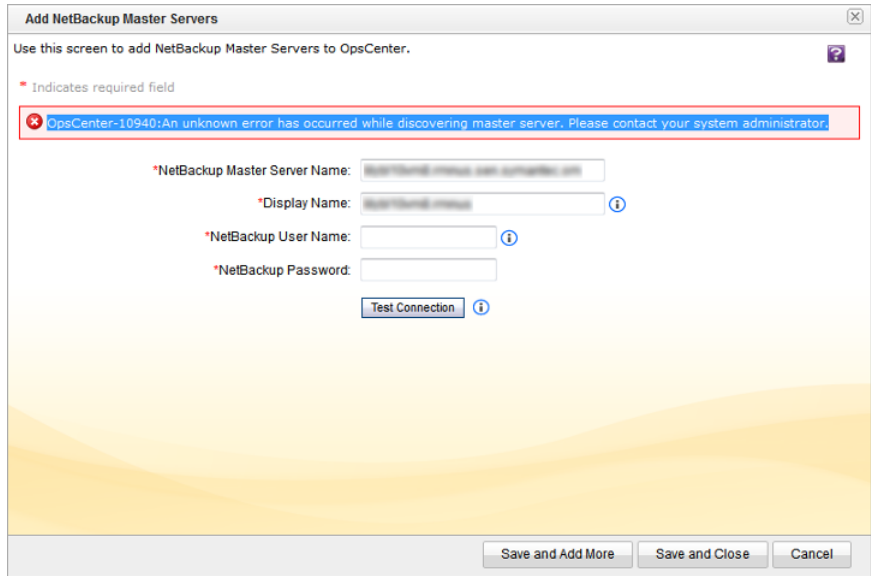 Add NetBackup Master Servers
Use this screen to add NetBackup Master Servers to OpsCenter.
* Indicates required field
OpsCenter-10940:An unknown error has occurred while discovering master server. Please contact your system administrator.
*NetBackup Master Server Name:
*Display Name:
*NetBackup User Name:
*NetBackup Password:
Test Connection
Save and Add More Save and Close Cancel